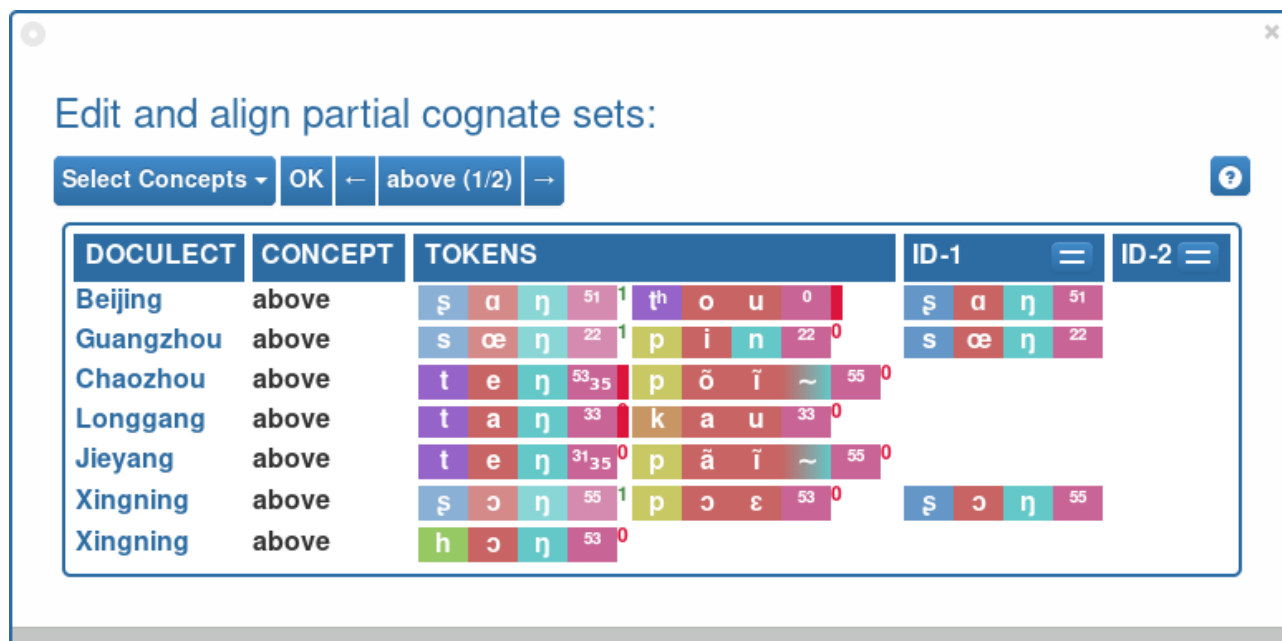 Edit and align partial cognate sets:
Select Concepts OK ← above (1/2) → ?
DOCULECT CONCEPT TOKENS ID-1 ID-2
Beijing above ʂ ɑ ŋ ⁵¹ 1 tʰ o u ⁰ ʂ ɑ ŋ ⁵¹
Guangzhou above s œ ŋ ²² 1 p i n ²² 0 s œ ŋ ²²
Chaozhou above t e ŋ ⁵³₃₅ p õ ĩ ~ ⁵⁵ 0
Longgang above t a ŋ ³³ k a u ³³ 0
Jieyang above t e ŋ ³¹₃₅ 0 p ã ĩ ~ ⁵⁵ 0
Xingning above ʂ ɔ ŋ ⁵⁵ 1 p ɔ ɛ ⁵³ 0 ʂ ɔ ŋ ⁵⁵
Xingning above h ɔ ŋ ⁵³ 0